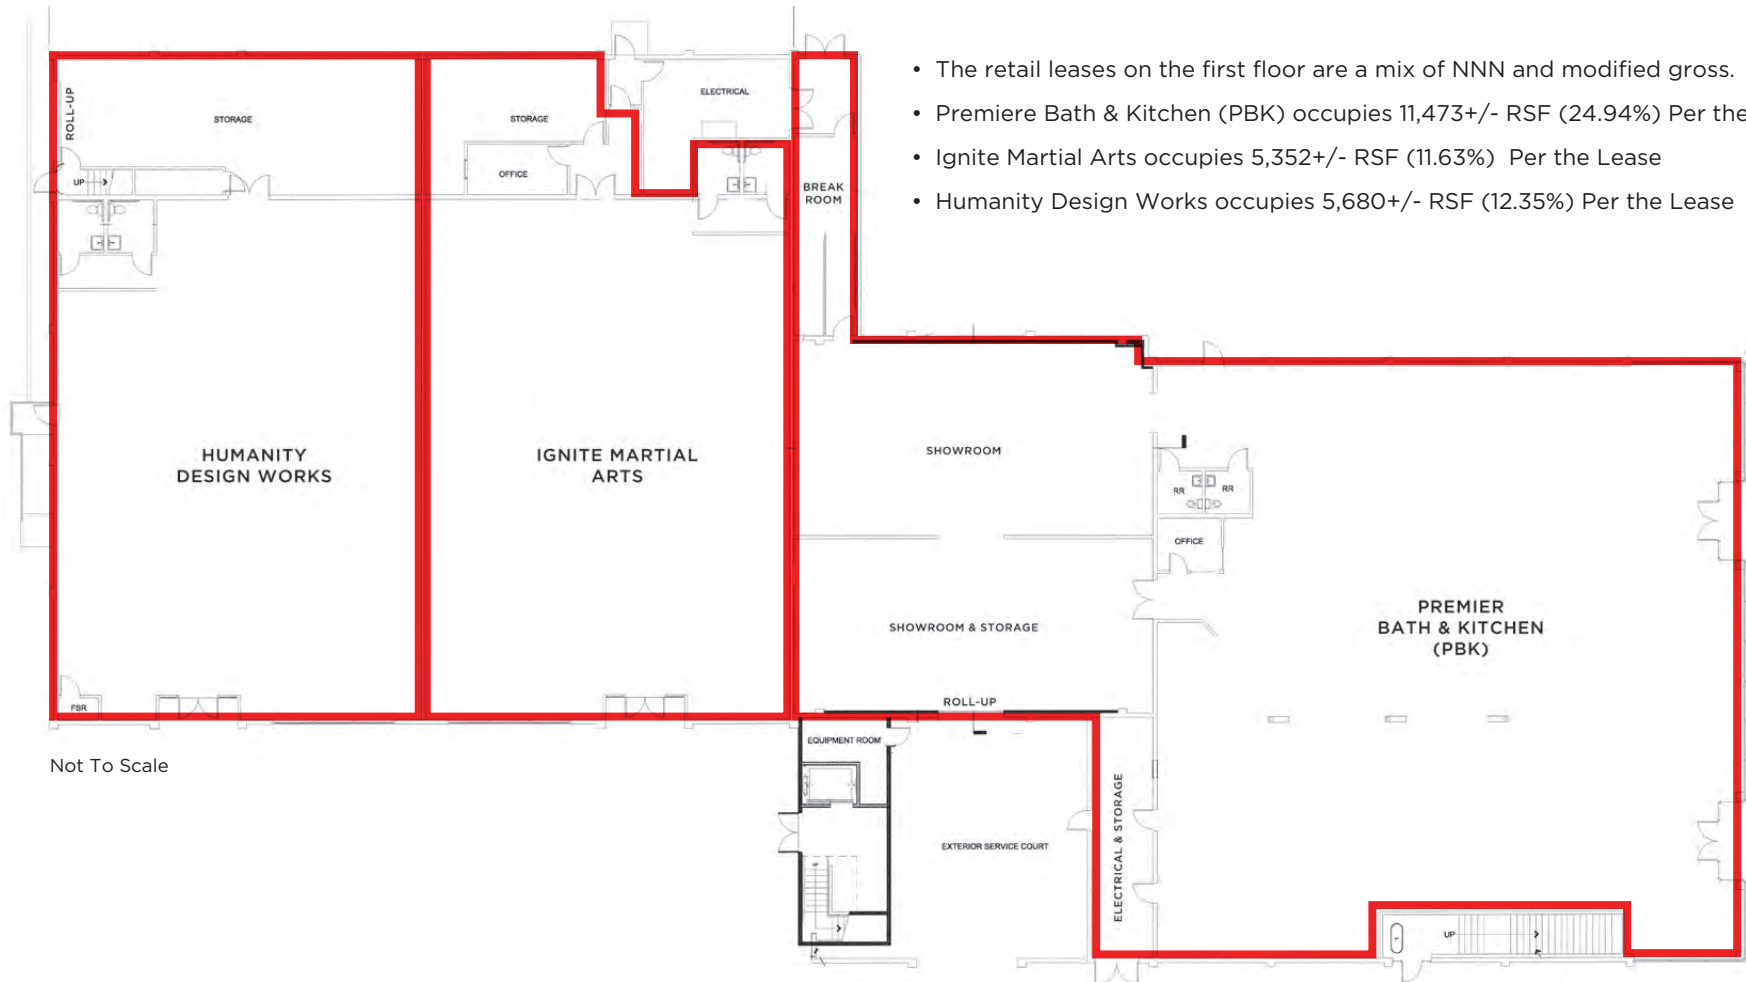 • The retail leases on the first floor are a mix of NNN and modified gross.
• Premiere Bath & Kitchen (PBK) occupies 11,473+/- RSF (24.94%) Per the
• Ignite Martial Arts occupies 5,352+/- RSF (11.63%)  Per the Lease
• Humanity Design Works occupies 5,680+/- RSF (12.35%) Per the Lease
ROLL-UP
STORAGE
STORAGE
ELECTRICAL
OFFICE
UP
BREAK
ROOM
HUMANITY
DESIGN WORKS
IGNITE MARTIAL
ARTS
SHOWROOM
RR
RR
OFFICE
SHOWROOM & STORAGE
PREMIER
BATH & KITCHEN
(PBK)
ROLL-UP
FSR
EQUIPMENT ROOM
Not To Scale
ELECTRICAL & STORAGE
EXTERIOR SERVICE COURT
UP
UP